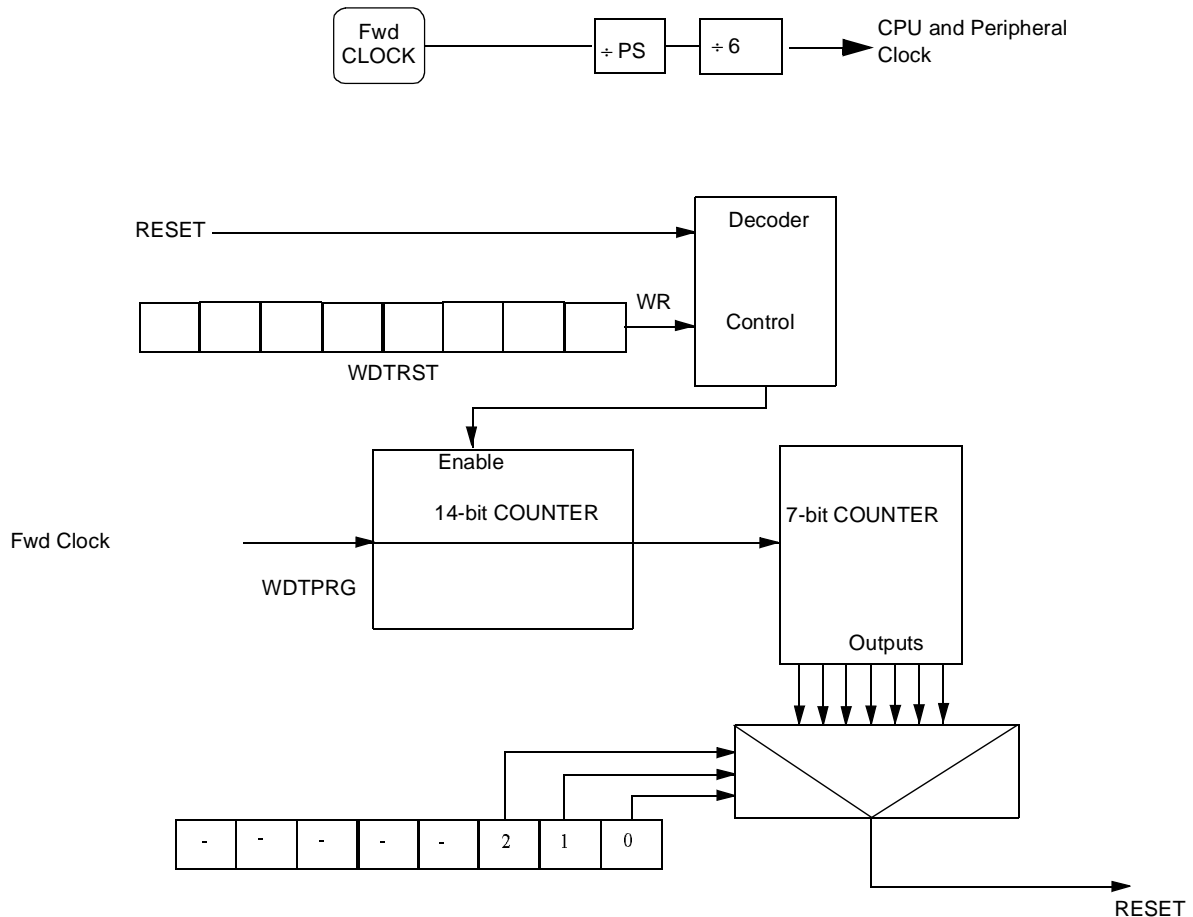 Fwd
CLOCK
÷ PS
÷ 6
CPU and Peripheral
Clock
RESET
Decoder
WR
Control
WDTRST
Enable
14-bit COUNTER
7-bit COUNTER
Fwd Clock
WDTPRG
Outputs
- - - - - 2 1 0
RESET